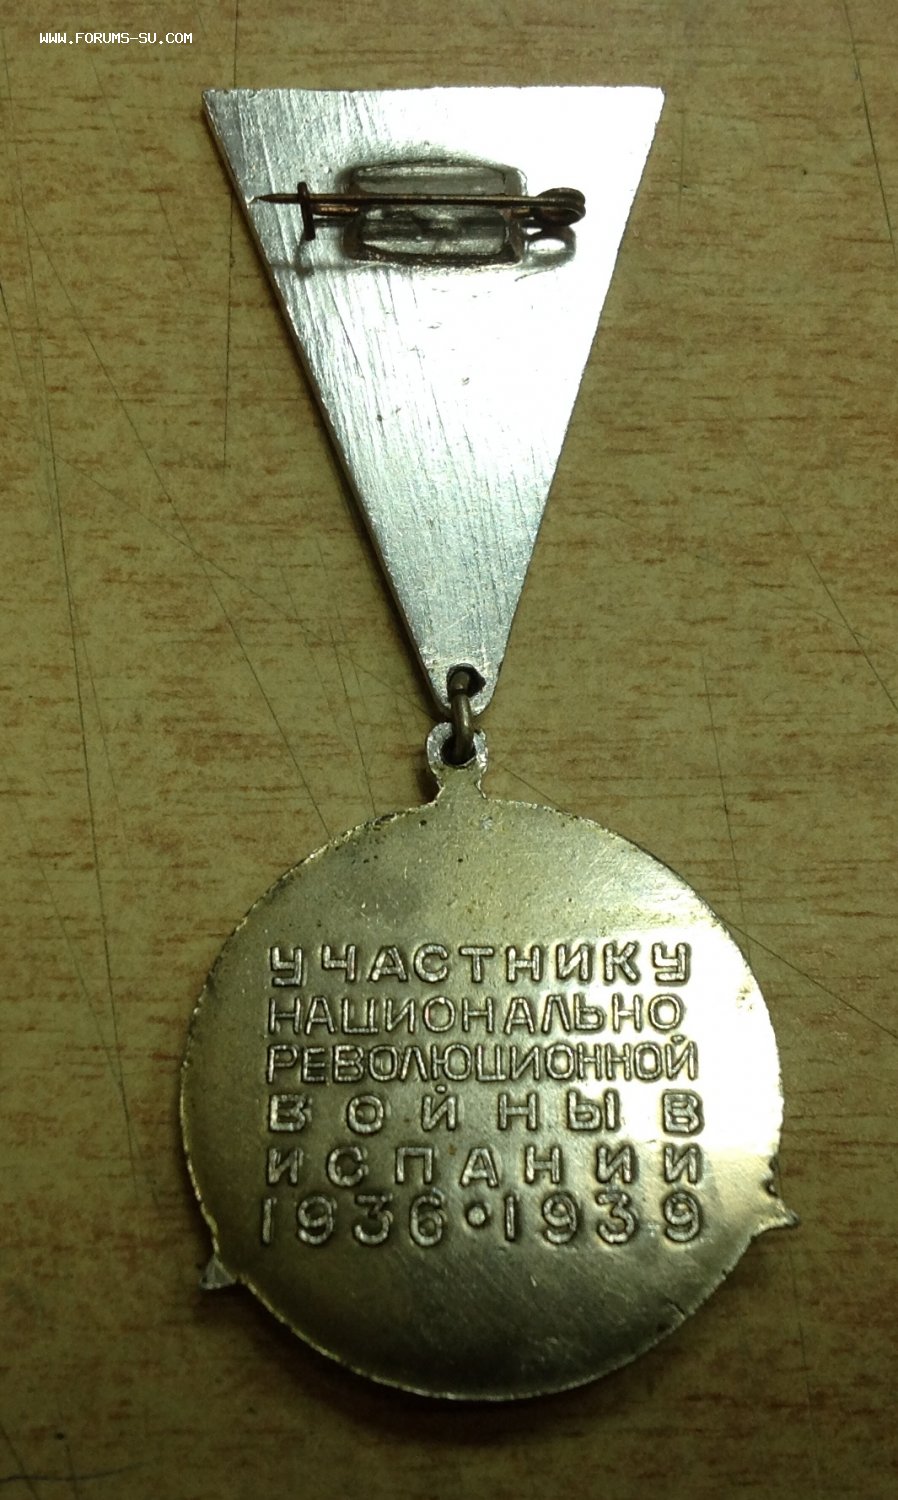 WWW.FORUMS-SU.COM
УЧАСТНИКУ
НАЦИОНАЛЬНО
РЕВОЛЮЦИОННОЙ
ВОЙНЫ В
ИСПАНИИ
1936•1939